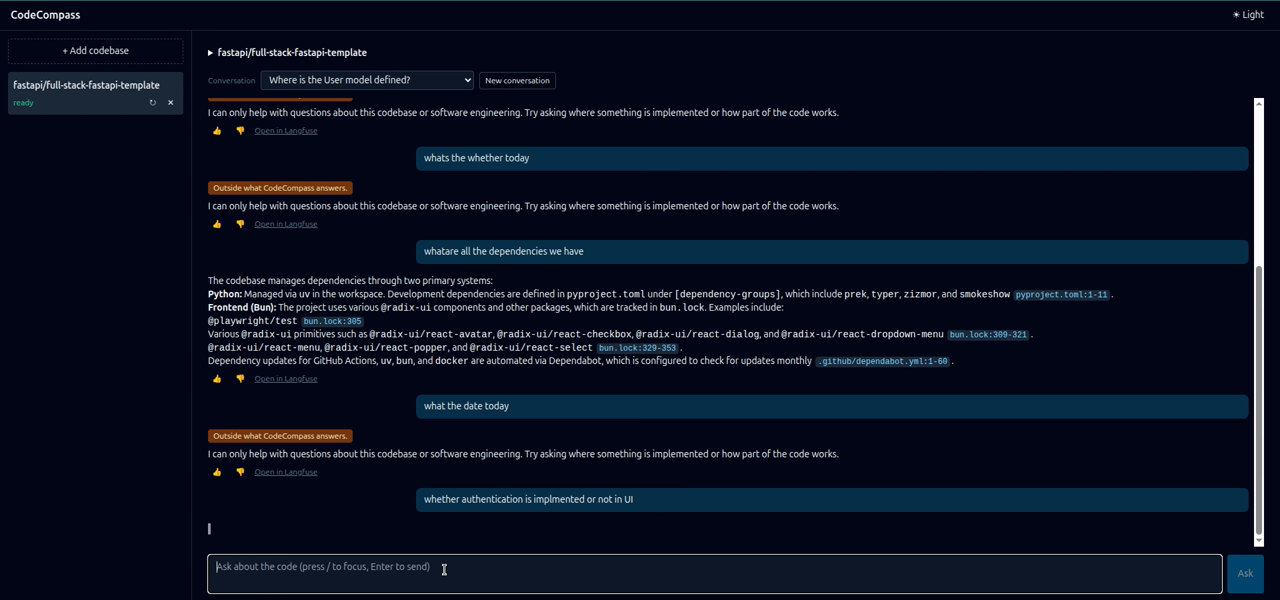 CodeCompass
☀ Light
+ Add codebase
fastapi/full-stack-fastapi-template
ready ↻ ✕
▶ fastapi/full-stack-fastapi-template
Conversation Where is the User model defined? New conversation
I can only help with questions about this codebase or software engineering. Try asking where something is implemented or how part of the code works.
👍 👎 Open in Langfuse
whats the whether today
Outside what CodeCompass answers.
I can only help with questions about this codebase or software engineering. Try asking where something is implemented or how part of the code works.
👍 👎 Open in Langfuse
whatare all the dependencies we have
The codebase manages dependencies through two primary systems:
Python: Managed via uv in the workspace. Development dependencies are defined in pyproject.toml under [dependency-groups], which include prek, typer, zizmor, and smokeshow pyproject.toml:1-11.
Frontend (Bun): The project uses various @radix-ui components and other packages, which are tracked in bun.lock. Examples include:
@playwright/test bun.lock:305
Various @radix-ui primitives such as @radix-ui/react-avatar, @radix-ui/react-checkbox, @radix-ui/react-dialog, and @radix-ui/react-dropdown-menu bun.lock:309-321.
@radix-ui/react-menu, @radix-ui/react-popper, and @radix-ui/react-select bun.lock:329-353.
Dependency updates for GitHub Actions, uv, bun, and docker are automated via Dependabot, which is configured to check for updates monthly .github/dependabot.yml:1-60.
👍 👎 Open in Langfuse
what the date today
Outside what CodeCompass answers.
I can only help with questions about this codebase or software engineering. Try asking where something is implemented or how part of the code works.
👍 👎 Open in Langfuse
whether authentication is implmented or not in UI
Ask about the code (press / to focus, Enter to send)
Ask